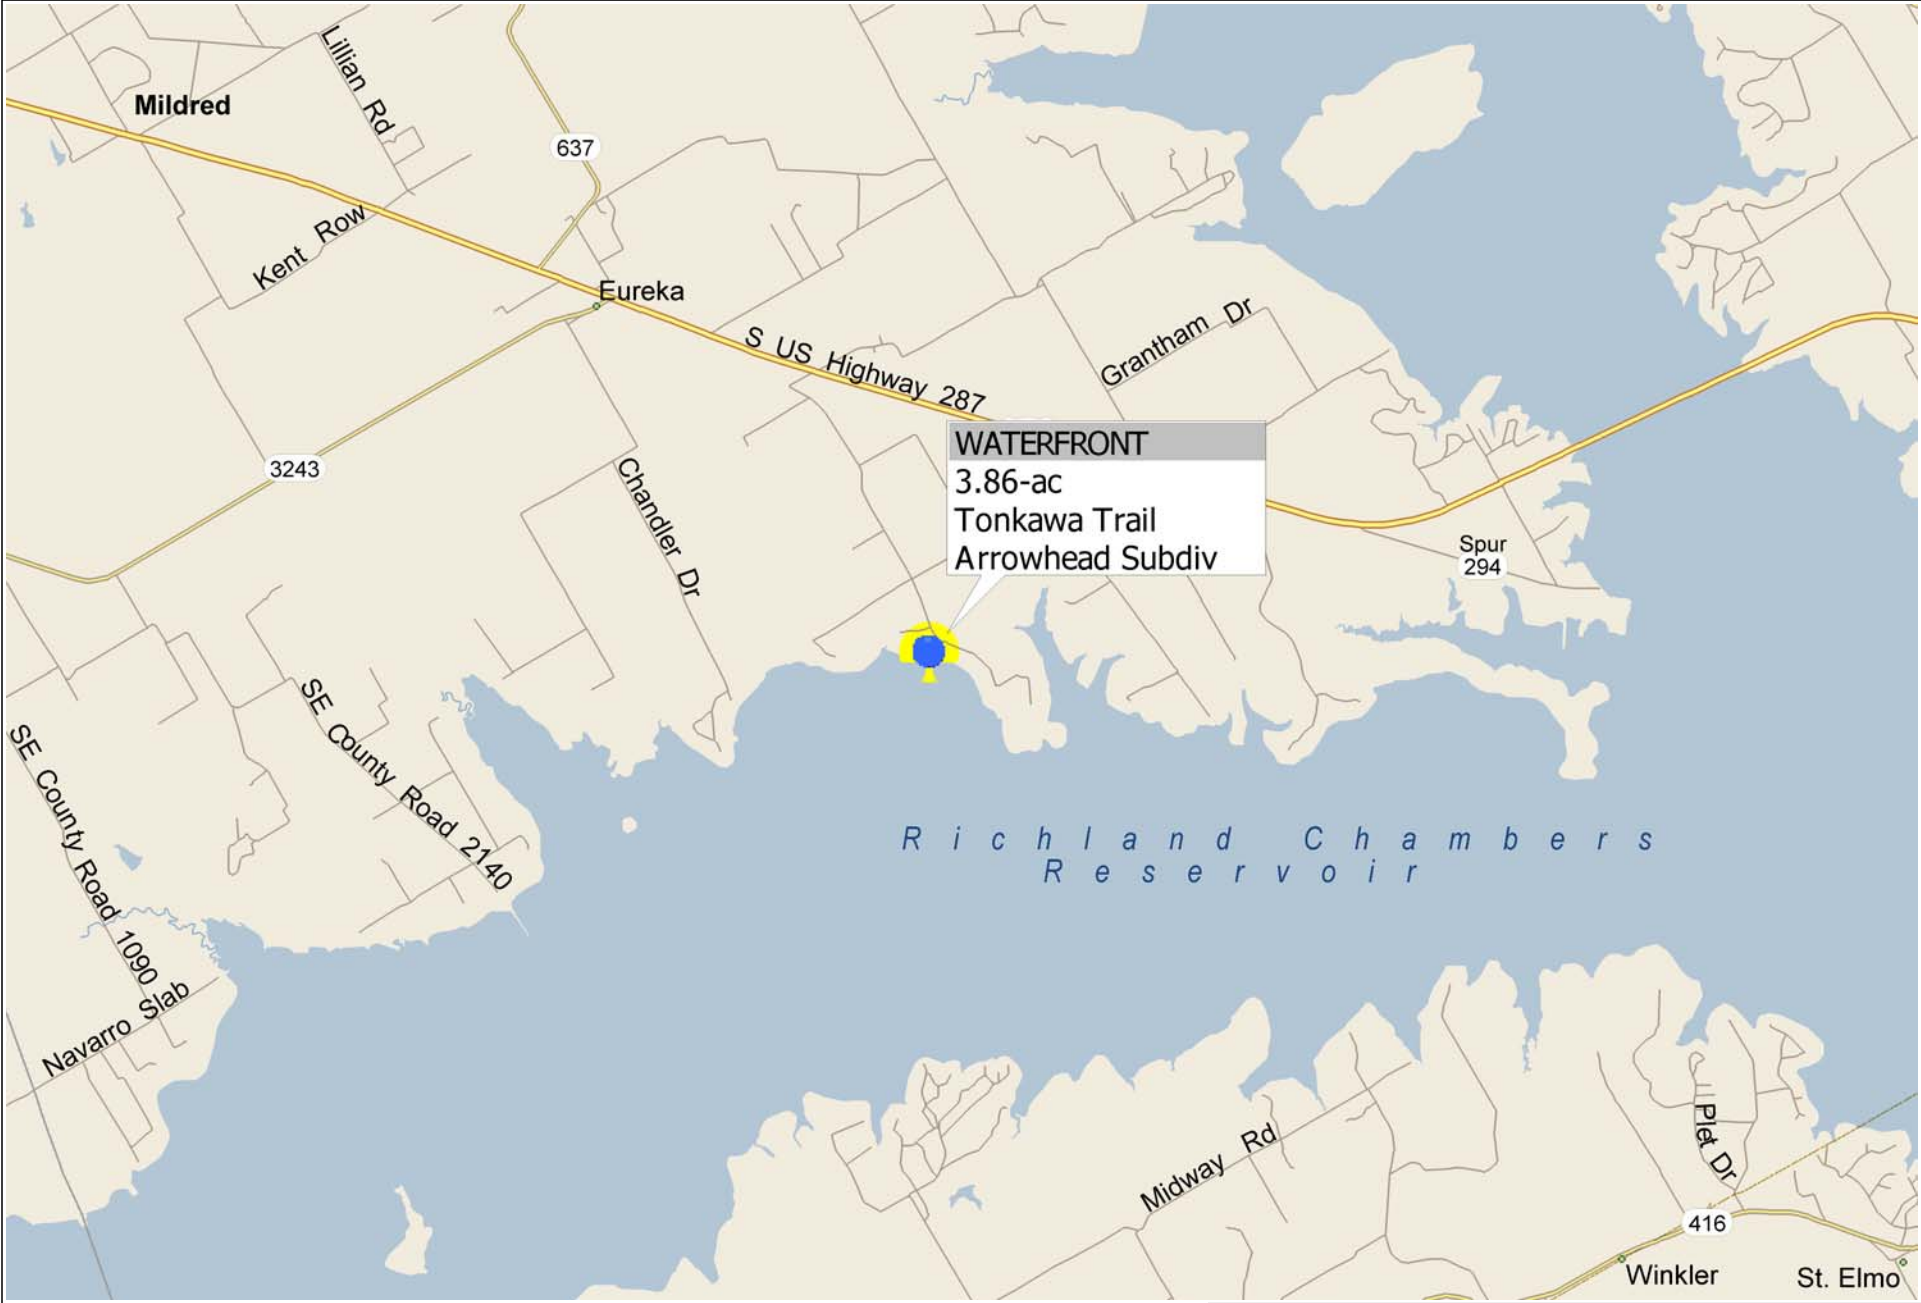 Lillian Rd
Mildred
637
Kent Row
Eureka
S US Highway 287
Grantham Dr
WATERFRONT
3.86-ac
Tonkawa Trail
Arrowhead Subdiv
3243
Chandler Dr
Spur
294
SE County Road 2140
SE County Road 1090
Richland Chambers
Reservoir
Navarro Slab
Midway Rd
Plet Dr
416
Winkler
St. Elmo